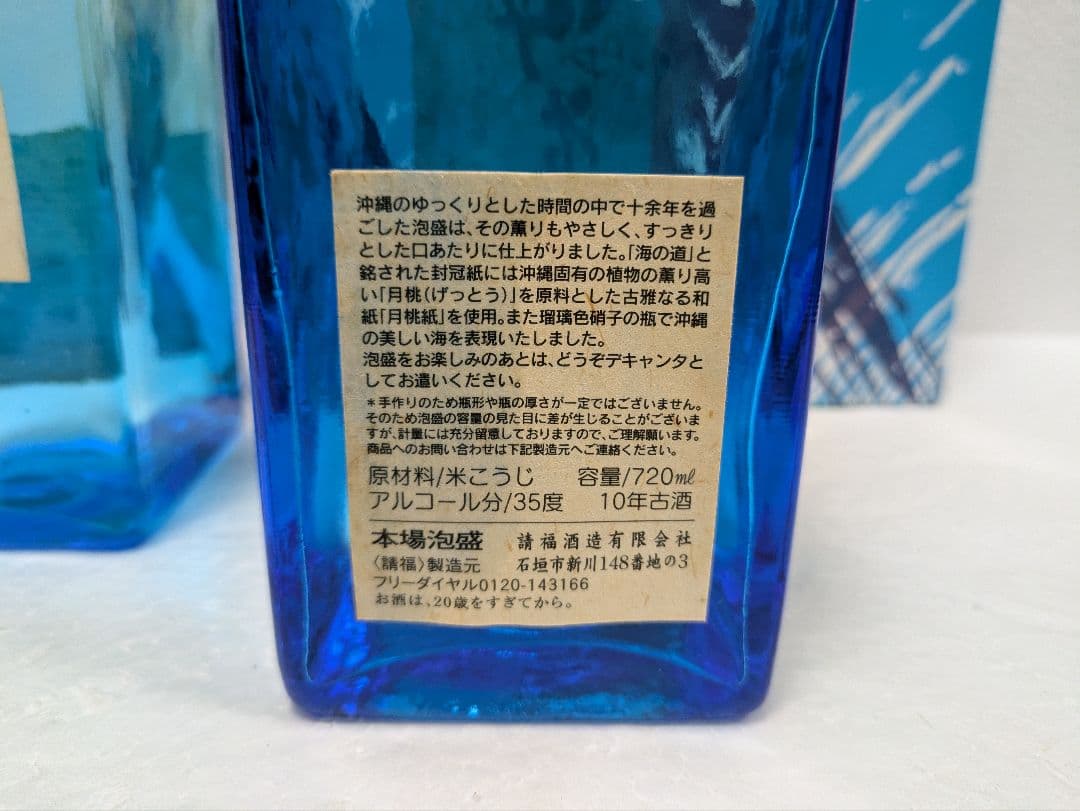 沖縄のゆっくりとした時間の中で十余年を過
ごした泡盛は、その薫りもやさしく、すっきり
とした口あたりに仕上がりました。「海の道」と
銘された封冠紙には沖縄固有の植物の薫り高
い「月桃(げっとう)」を原料とした古雅なる和
紙「月桃紙」を使用。また瑠璃色硝子の瓶で沖縄
の美しい海を表現いたしました。
泡盛をお楽しみのあとは、どうぞデキャンタと
してお遣いください。
*手作りのため瓶形や瓶の厚さが一定ではございません。
そのため泡盛の容量の見た目に差が生じることがございま
すが、計量には充分留意しておりますので、ご理解願います。
商品へのお問い合わせは下記製造元へご連絡ください。
原材料/米こうじ 容量/720㎖
アルコール分/35度 10年古酒
本場泡盛 請福酒造有限会社
〈請福〉製造元 石垣市新川148番地の3
フリーダイヤル0120-143166
お酒は、20歳をすぎてから。